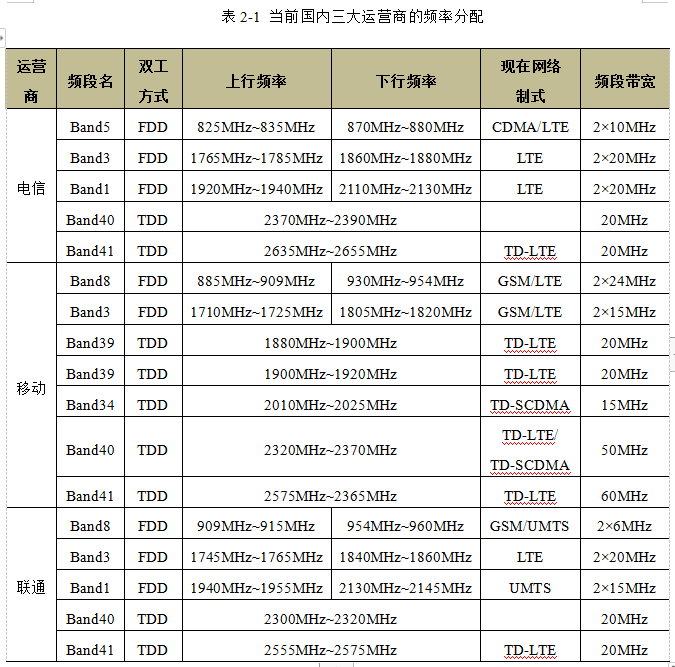 表 2-1 当前国内三大运营商的频率分配
运营商 频段名 双工方式 上行频率 下行频率 现在网络制式 频段带宽
电信 Band5 FDD 825MHz~835MHz 870MHz~880MHz CDMA/LTE 2×10MHz
Band3 FDD 1765MHz~1785MHz 1860MHz~1880MHz LTE 2×20MHz
Band1 FDD 1920MHz~1940MHz 2110MHz~2130MHz LTE 2×20MHz
Band40 TDD 2370MHz~2390MHz 20MHz
Band41 TDD 2635MHz~2655MHz TD-LTE 20MHz
移动 Band8 FDD 885MHz~909MHz 930MHz~954MHz GSM/LTE 2×24MHz
Band3 FDD 1710MHz~1725MHz 1805MHz~1820MHz GSM/LTE 2×15MHz
Band39 TDD 1880MHz~1900MHz TD-LTE 20MHz
Band39 TDD 1900MHz~1920MHz TD-LTE 20MHz
Band34 TDD 2010MHz~2025MHz TD-SCDMA 15MHz
Band40 TDD 2320MHz~2370MHz TD-LTE/TD-SCDMA 50MHz
Band41 TDD 2575MHz~2365MHz TD-LTE 60MHz
联通 Band8 FDD 909MHz~915MHz 954MHz~960MHz GSM/UMTS 2×6MHz
Band3 FDD 1745MHz~1765MHz 1840MHz~1860MHz LTE 2×20MHz
Band1 FDD 1940MHz~1955MHz 2130MHz~2145MHz UMTS 2×15MHz
Band40 TDD 2300MHz~2320MHz 20MHz
Band41 TDD 2555MHz~2575MHz TD-LTE 20MHz